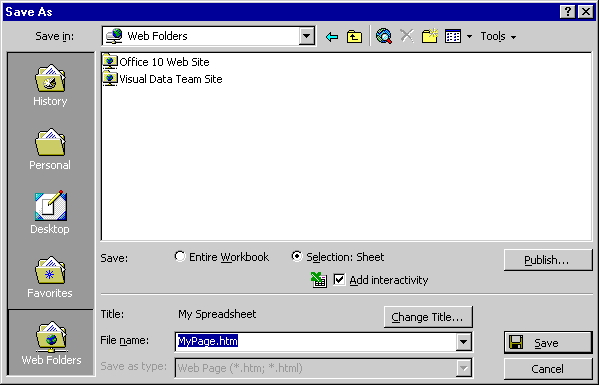 Save As
Save in: Web Folders Tools
Office 10 Web Site
Visual Data Team Site
History
Personal
Desktop
Favorites
Web Folders
Save: Entire Workbook Selection: Sheet Publish...
Add interactivity
Title: My Spreadsheet Change Title...
File name: MyPage.htm Save
Save as type: Web Page (*.htm; *.html) Cancel